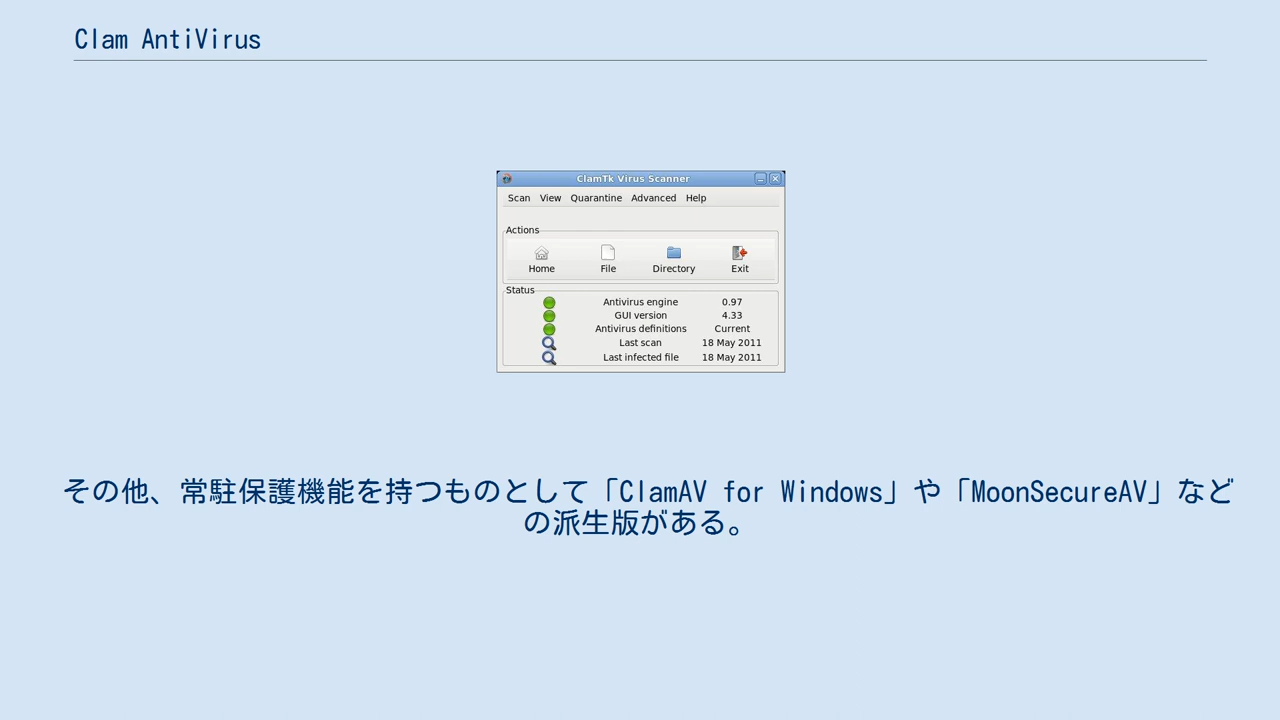 Clam AntiVirus
ClamTk Virus Scanner
Scan View Quarantine Advanced Help
Actions
Home File Directory Exit
Status
Antivirus engine 0.97
GUI version 4.33
Antivirus definitions Current
Last scan 18 May 2011
Last infected file 18 May 2011
その他、常駐保護機能を持つものとして「ClamAV for Windows」や「MoonSecureAV」など
の派生版がある。